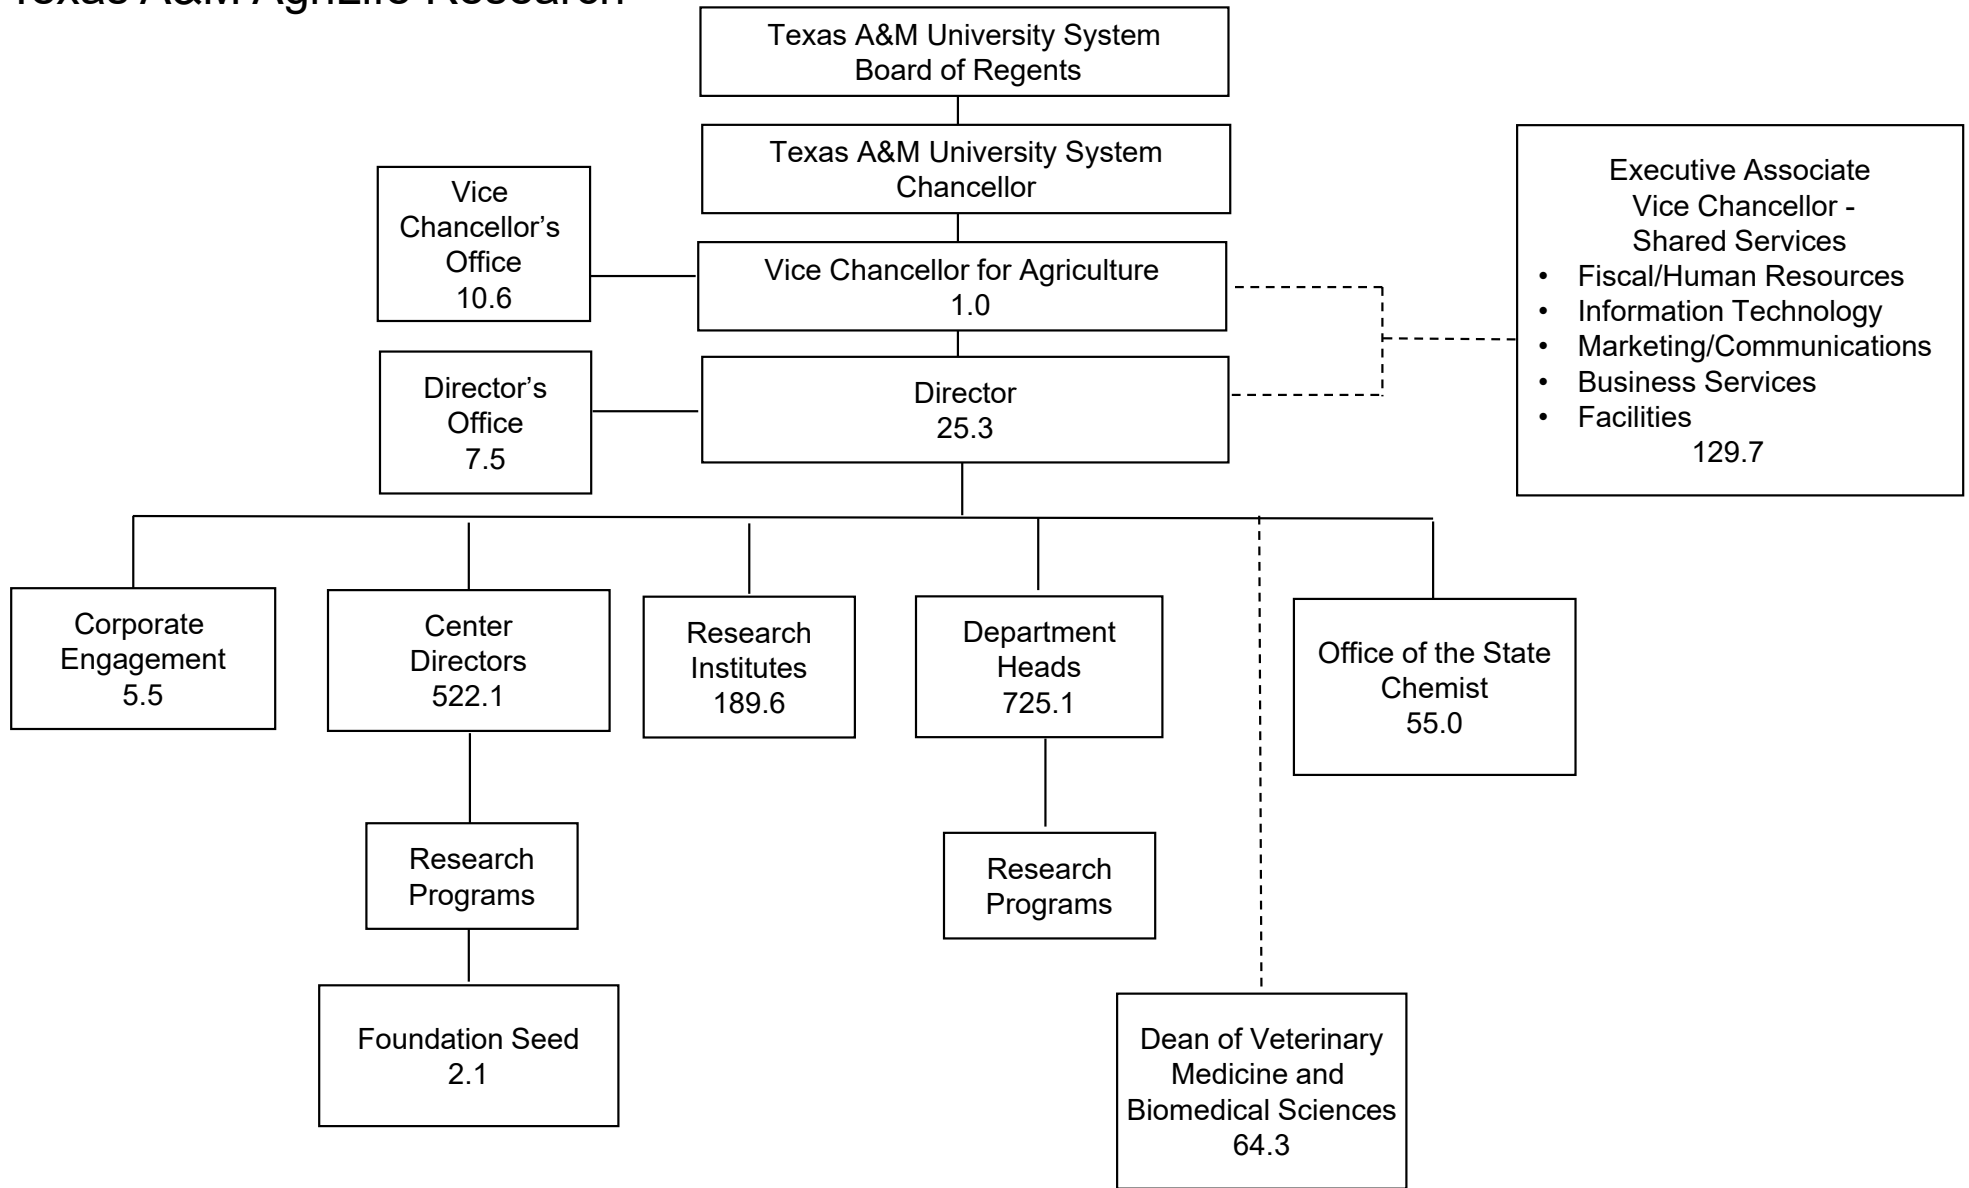 Texas A&M AgriLife Research
Texas A&M University System
Board of Regents
Texas A&M University System
Chancellor
Vice
Chancellor’s
Office
10.6
Vice Chancellor for Agriculture
1.0
Executive Associate
Vice Chancellor -
Shared Services
• Fiscal/Human Resources
• Information Technology
• Marketing/Communications
• Business Services
• Facilities
129.7
Director’s
Office
7.5
Director
25.3
Corporate
Engagement
5.5
Center
Directors
522.1
Research
Institutes
189.6
Department
Heads
725.1
Office of the State
Chemist
55.0
Research
Programs
Research
Programs
Foundation Seed
2.1
Dean of Veterinary
Medicine and
Biomedical Sciences
64.3